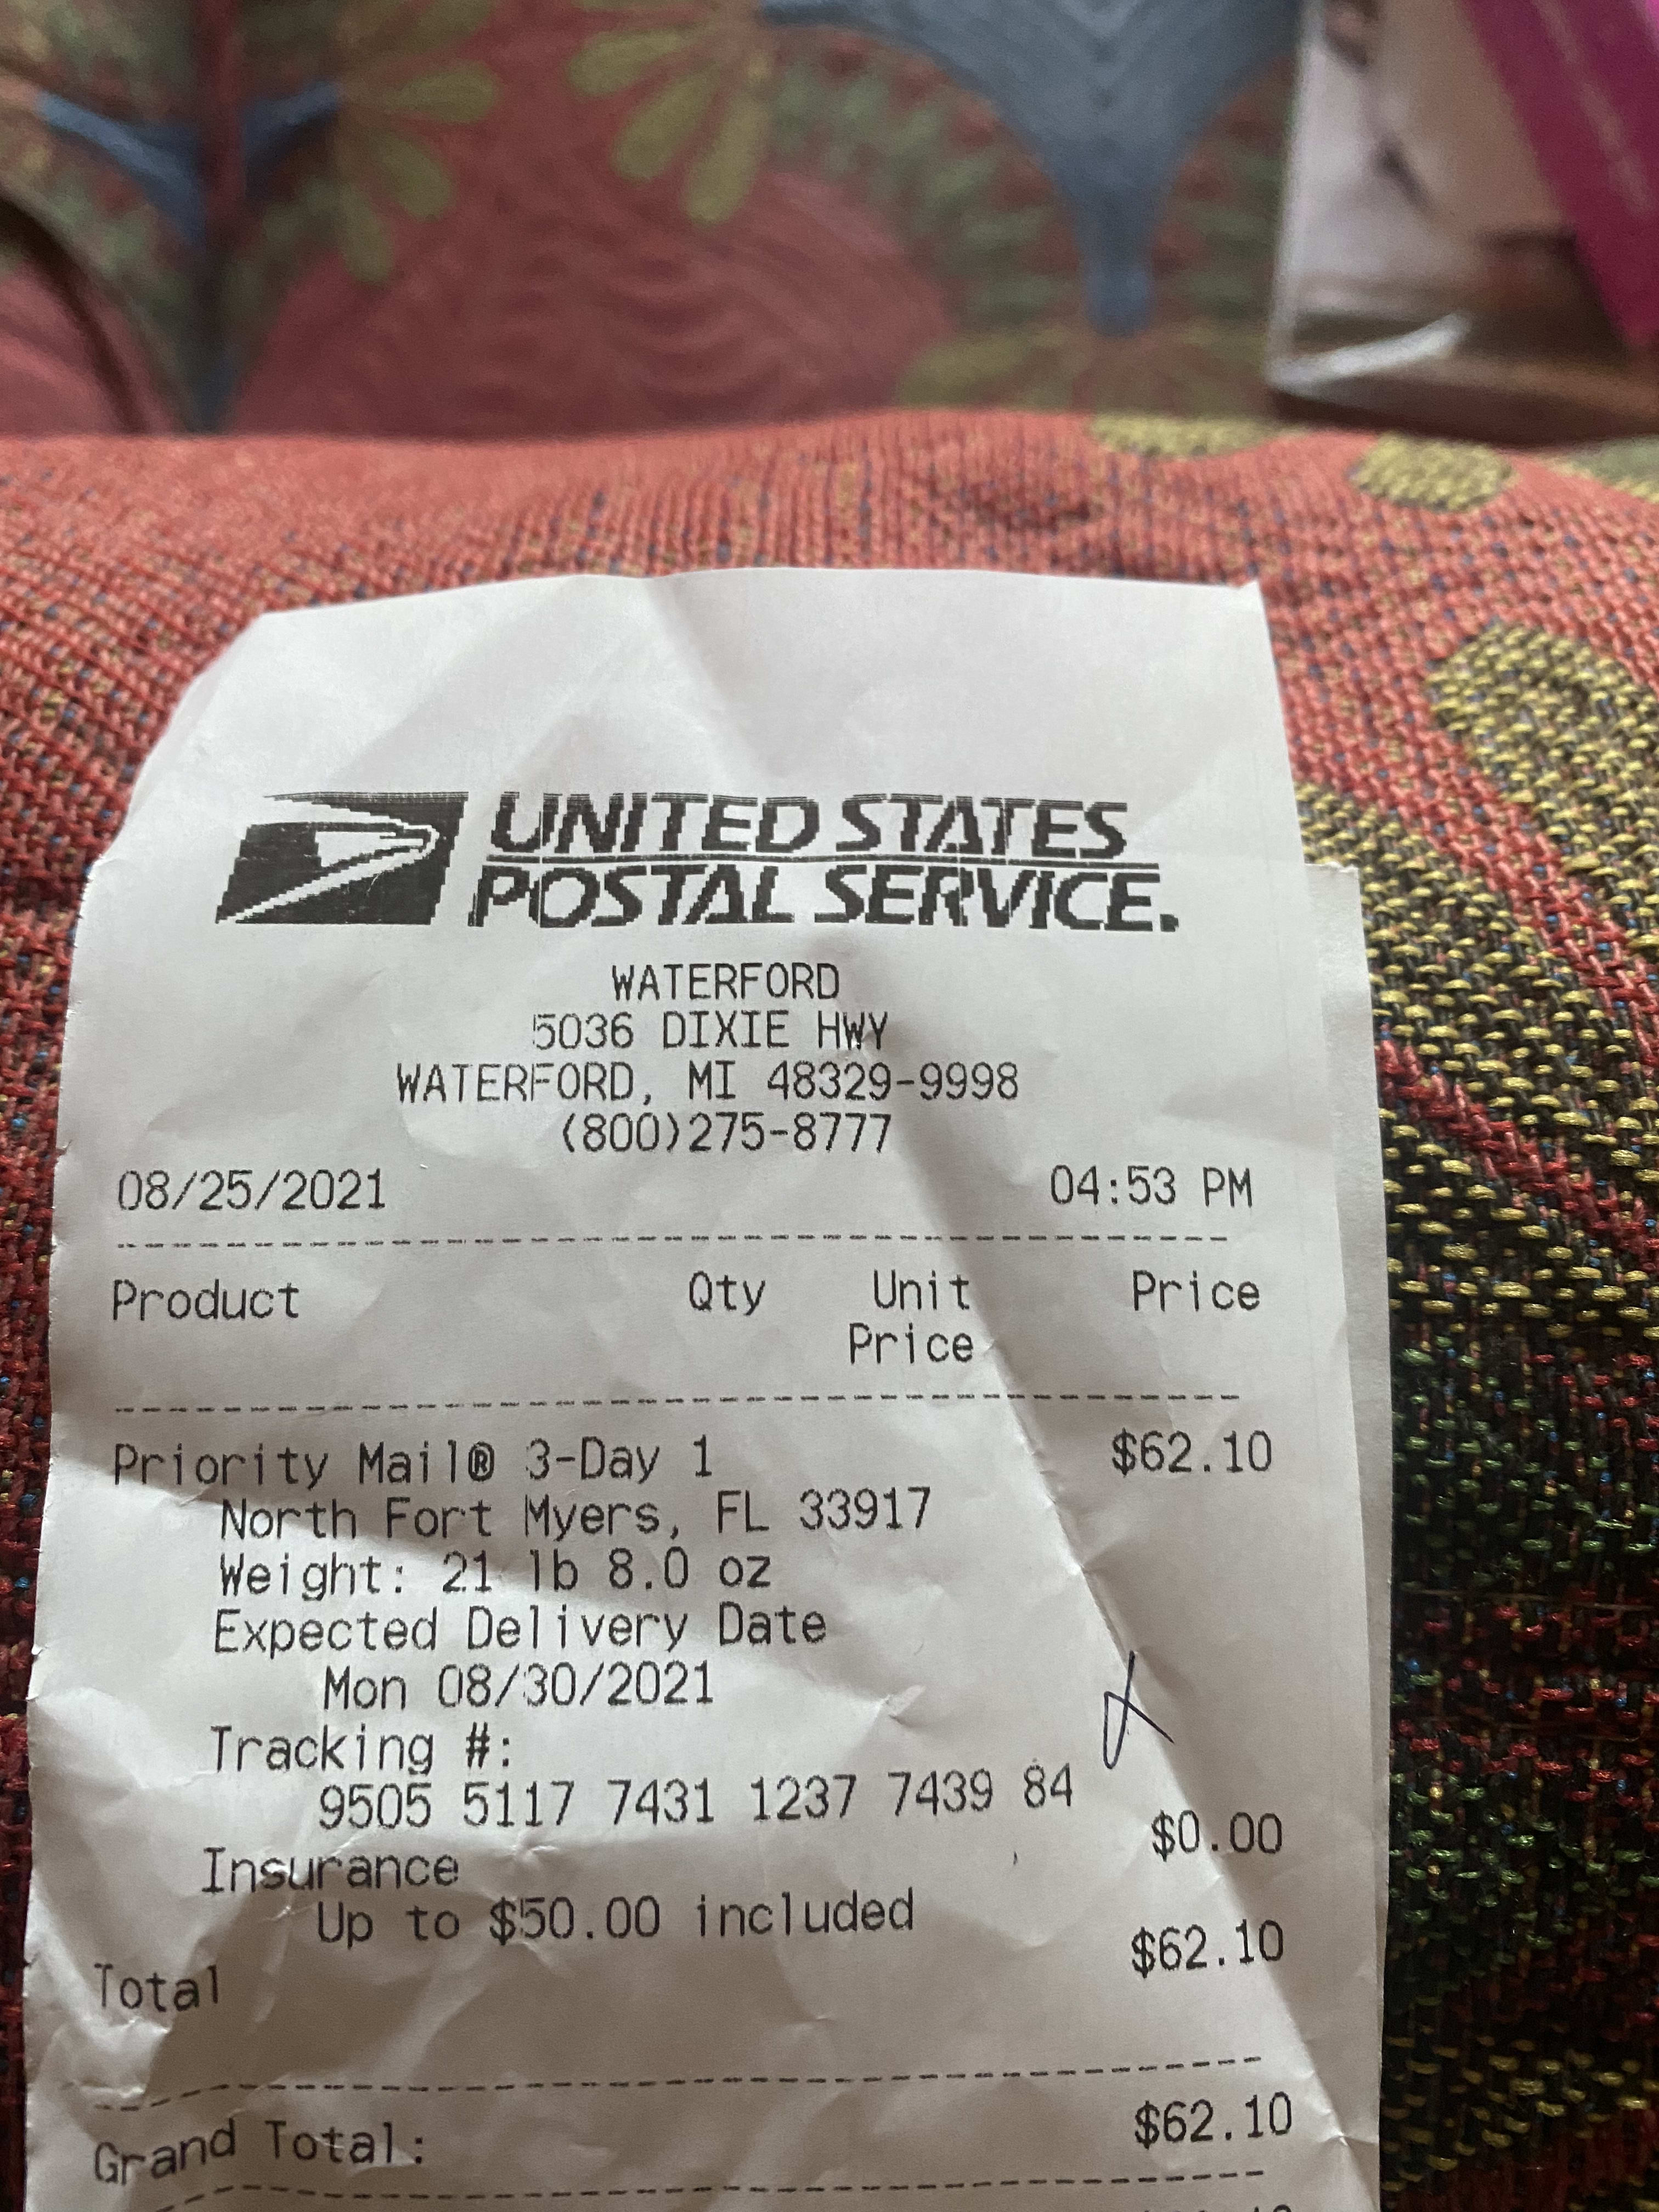 UNITED STATES
POSTAL SERVICE.
WATERFORD
5036 DIXIE HWY
WATERFORD, MI 48329-9998
(800)275-8777
08/25/2021 04:53 PM
Product Qty Unit Price
Price
Priority Mail® 3-Day 1 $62.10
North Fort Myers, FL 33917
Weight: 21 lb 8.0 oz
Expected Delivery Date
Mon 08/30/2021
Tracking #:
9505 5117 7431 1237 7439 84
Insurance $0.00
Up to $50.00 included
Total $62.10
Grand Total: $62.10